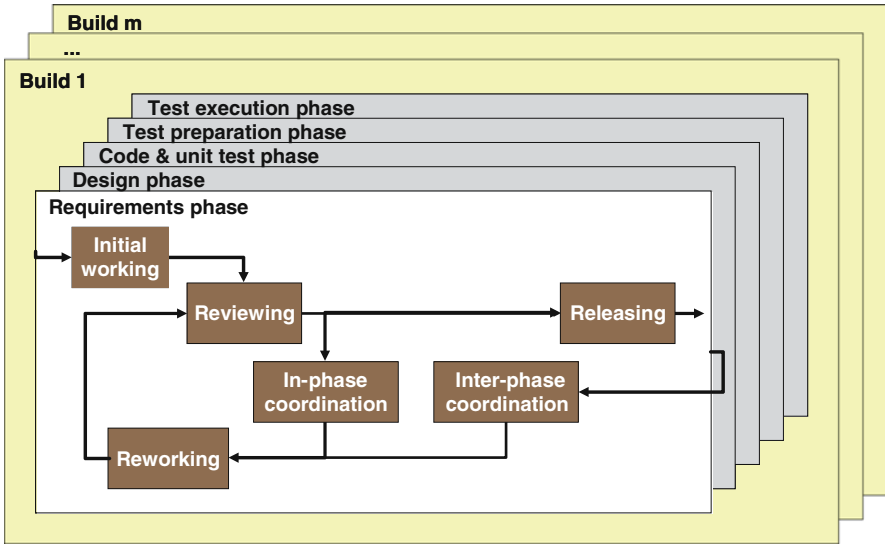 Build m
...
Build 1
Test execution phase
Test preparation phase
Code & unit test phase
Design phase
Requirements phase
Initial
working
Reviewing
Releasing
In-phase
coordination
Inter-phase
coordination
Reworking